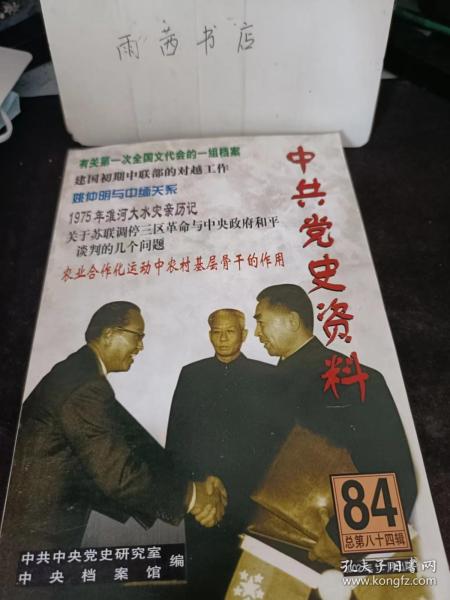 雨茜书店
有关第一次全国文代会的一组档案
建国初期中联部的对越工作
姚仲明与中缅关系
1975年淮河大水灾亲历记
关于苏联调停三区革命与中央政府和平
谈判的几个问题
农业合作化运动中农村基层骨干的作用
中共党史资料
84
总第八十四辑
中共中央党史研究室
中央档案馆
编
孔夫子旧书网
kongfz.com